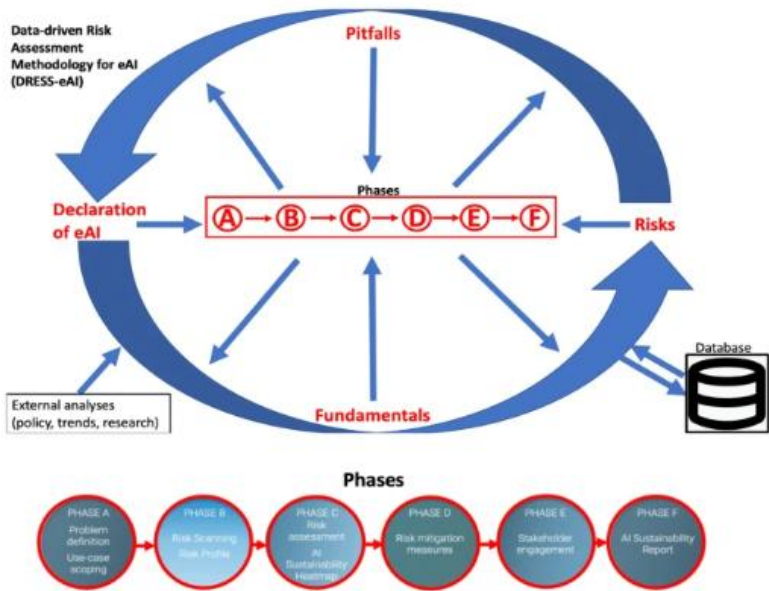 Data-driven Risk
Assessment
Methodology for eAI
(DRESS-eAI)
Pitfalls
Phases
Declaration
of eAI
A
B
C
D
E
F
Risks
Database
External analyses
(policy, trends, research)
Fundamentals
Phases
PHASE A
Problem
definition
Use-case
scoping
PHASE B
Risk Scanning
Risk Profile
PHASE C
Risk
assessment
AI
Sustainability
Heatmap
PHASE D
Risk mitigation
measures
PHASE E
Stakeholder
engagement
PHASE F
AI Sustainability
Report